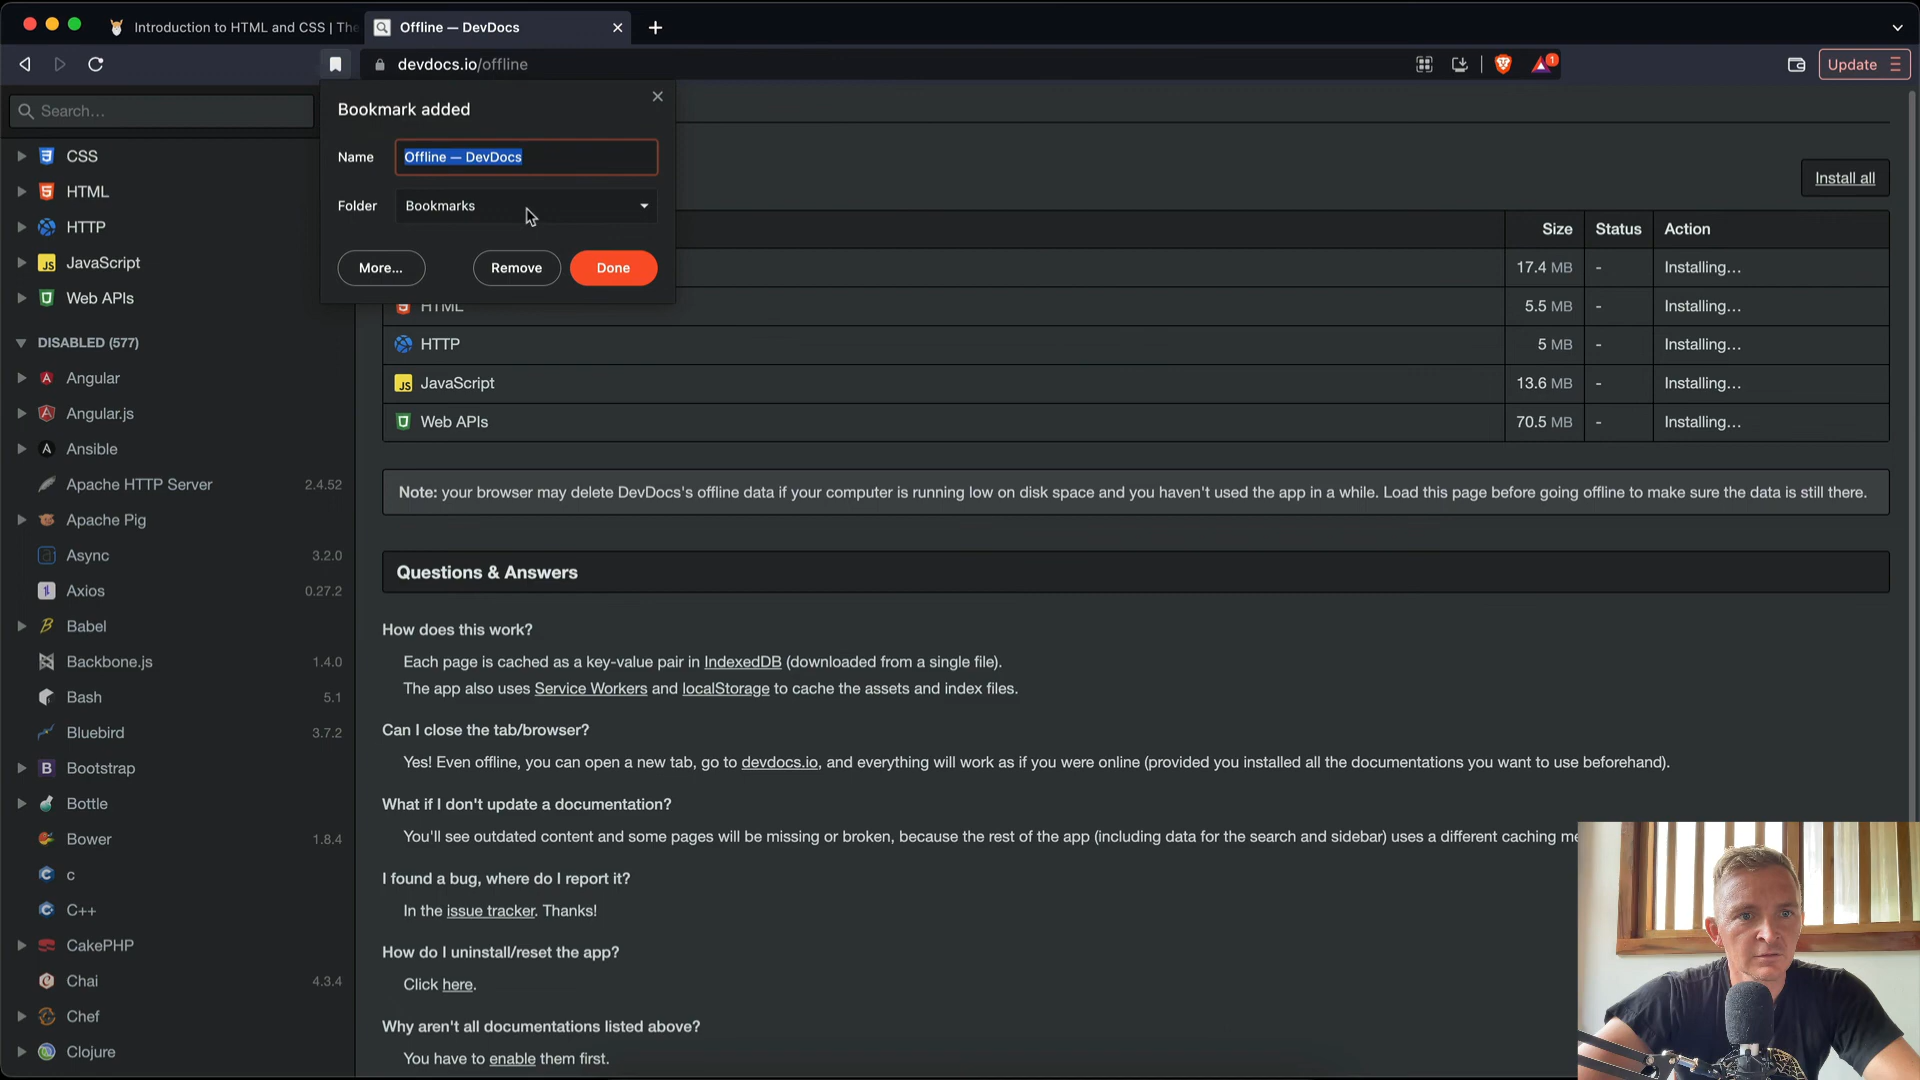 Introduction to HTML and CSS | The
Offline — DevDocs
devdocs.io/offline
1
Update
Search...
CSS
HTML
HTTP
JavaScript
Web APIs
DISABLED (577)
Angular
Angular.js
Ansible
Apache HTTP Server 2.4.52
Apache Pig
Async 3.2.0
Axios 0.27.2
Babel
Backbone.js 1.4.0
Bash 5.1
Bluebird 3.7.2
Bootstrap
Bottle
Bower 1.8.4
c
C++
CakePHP
Chai 4.3.4
Chef
Clojure
Bookmark added
Name Offline — DevDocs
Folder Bookmarks
More... Remove Done
Install all
Size Status Action
17.4 MB - Installing...
HTML 5.5 MB - Installing...
HTTP 5 MB - Installing...
JavaScript 13.6 MB - Installing...
Web APIs 70.5 MB - Installing...
Note: your browser may delete DevDocs's offline data if your computer is running low on disk space and you haven't used the app in a while. Load this page before going offline to make sure the data is still there.
Questions & Answers
How does this work?
Each page is cached as a key-value pair in IndexedDB (downloaded from a single file).
The app also uses Service Workers and localStorage to cache the assets and index files.
Can I close the tab/browser?
Yes! Even offline, you can open a new tab, go to devdocs.io, and everything will work as if you were online (provided you installed all the documentations you want to use beforehand).
What if I don't update a documentation?
You'll see outdated content and some pages will be missing or broken, because the rest of the app (including data for the search and sidebar) uses a different caching me
I found a bug, where do I report it?
In the issue tracker. Thanks!
How do I uninstall/reset the app?
Click here.
Why aren't all documentations listed above?
You have to enable them first.